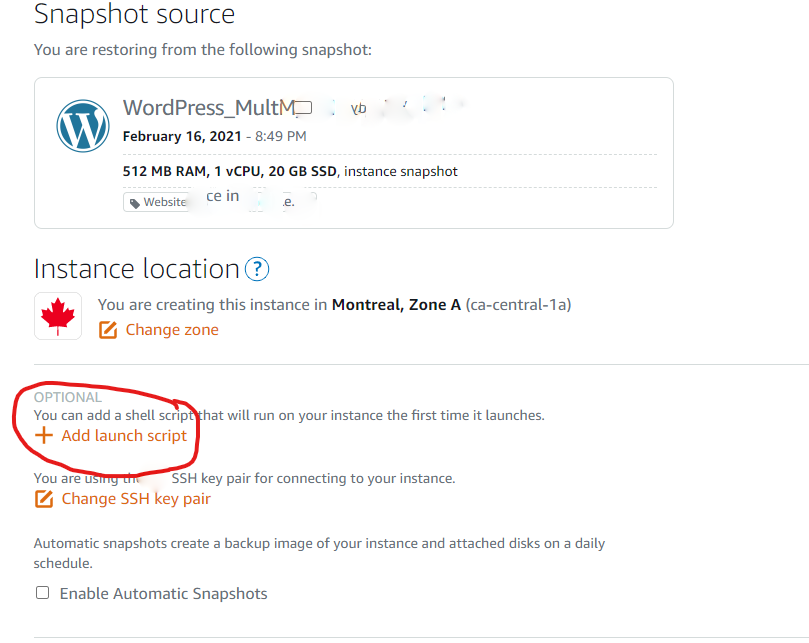 Snapshot source
You are restoring from the following snapshot:
WordPress_MultM
February 16, 2021 - 8:49 PM
512 MB RAM, 1 vCPU, 20 GB SSD, instance snapshot
Website ce in
Instance location ?
You are creating this instance in Montreal, Zone A (ca-central-1a)
Change zone
OPTIONAL
You can add a shell script that will run on your instance the first time it launches.
+ Add launch script
You are using the SSH key pair for connecting to your instance.
Change SSH key pair
Automatic snapshots create a backup image of your instance and attached disks on a daily
schedule.
Enable Automatic Snapshots